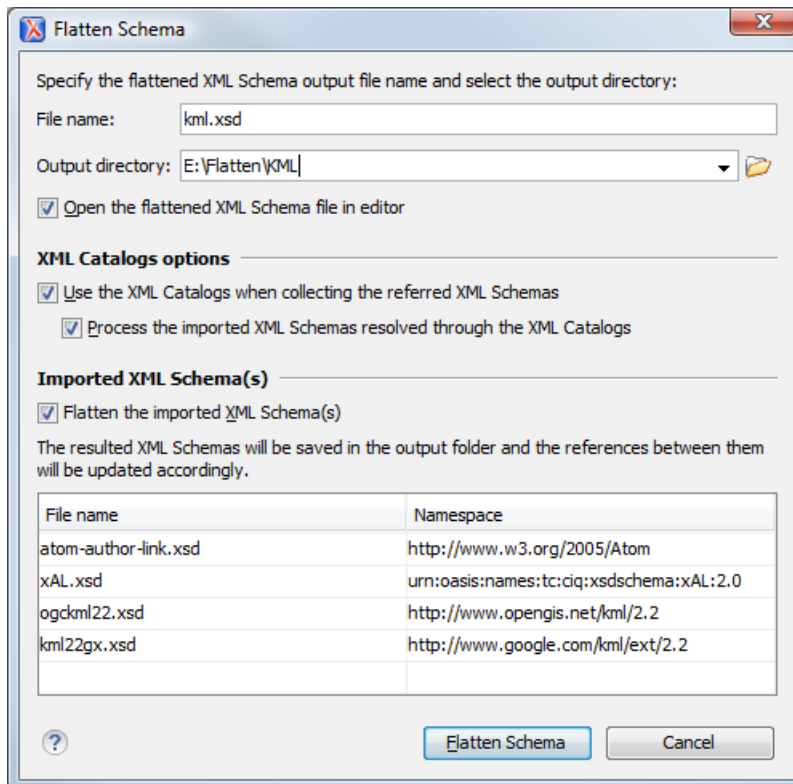 Flatten Schema
Specify the flattened XML Schema output file name and select the output directory:
File name: kml.xsd
Output directory: E:\Flatten\KML
Open the flattened XML Schema file in editor
XML Catalogs options
Use the XML Catalogs when collecting the referred XML Schemas
Process the imported XML Schemas resolved through the XML Catalogs
Imported XML Schema(s)
Flatten the imported XML Schema(s)
The resulted XML Schemas will be saved in the output folder and the references between them
will be updated accordingly.
File name Namespace
atom-author-link.xsd http://www.w3.org/2005/Atom
xAL.xsd urn:oasis:names:tc:ciq:xsdschema:xAL:2.0
ogckml22.xsd http://www.opengis.net/kml/2.2
kml22gx.xsd http://www.google.com/kml/ext/2.2
? Flatten Schema Cancel